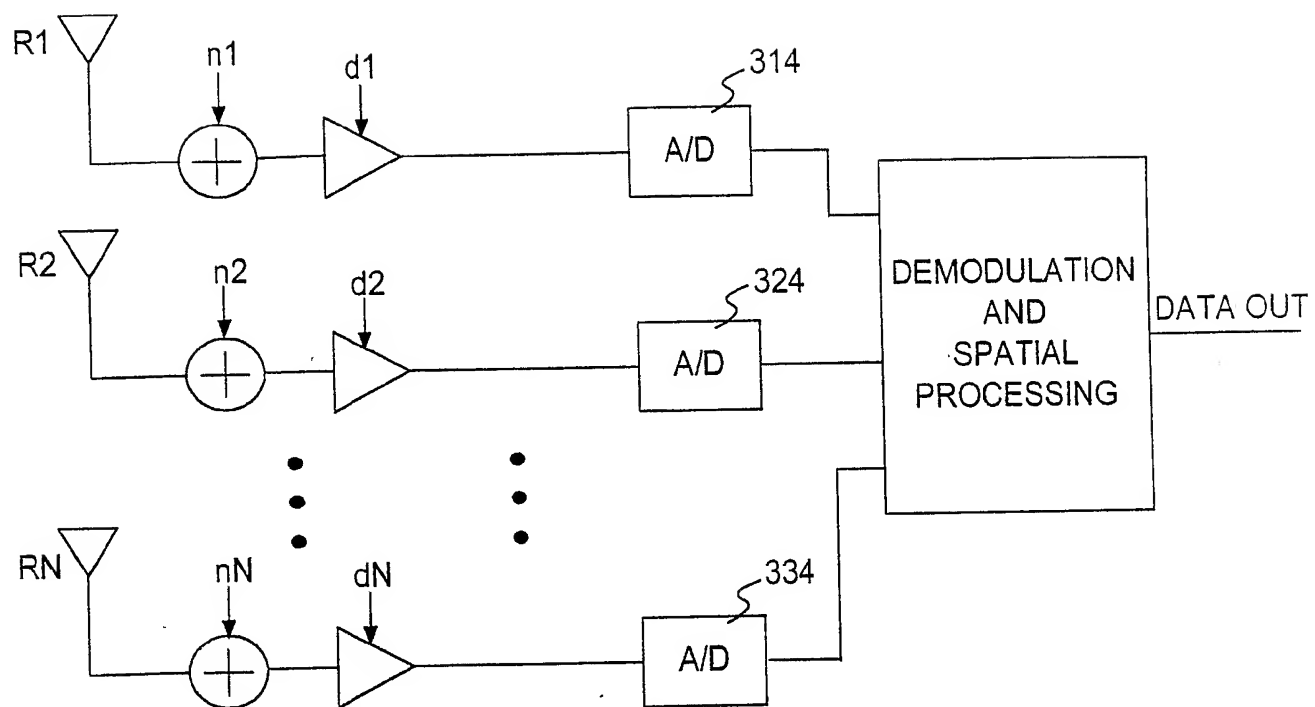 R1
n1
d1
314
A/D
R2
n2
d2
324
A/D
DEMODULATION
AND
SPATIAL
PROCESSING
DATA OUT
RN
nN
dN
334
A/D